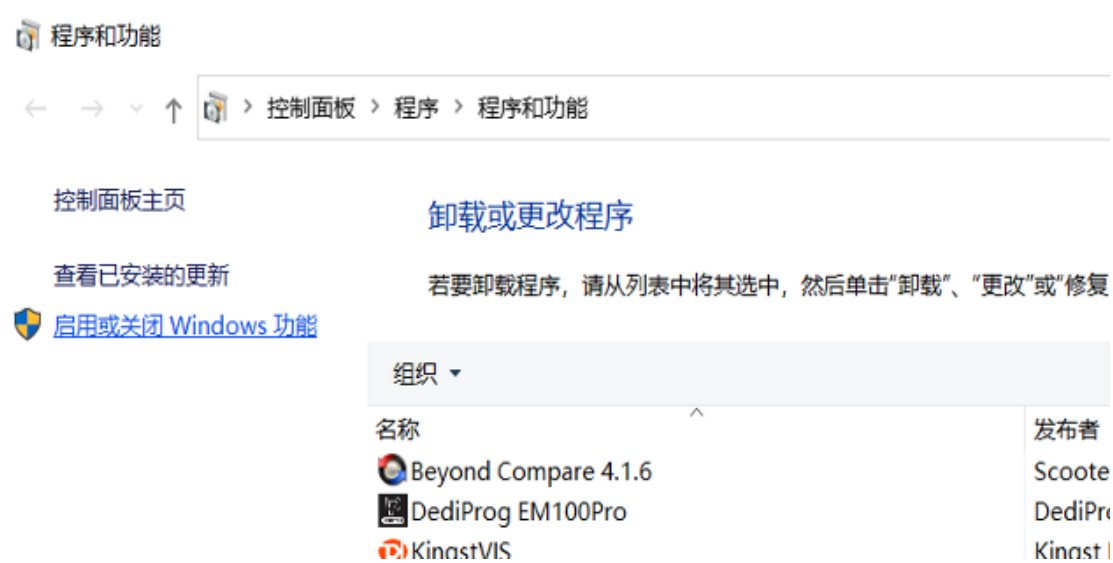 程序和功能
控制面板 > 程序 > 程序和功能
控制面板主页
查看已安装的更新
启用或关闭 Windows 功能
卸载或更改程序
若要卸载程序，请从列表中将其选中，然后单击“卸载”、“更改”或“修复
组织
名称 发布者
Beyond Compare 4.1.6 Scoote
DediProg EM100Pro DediPro
KingstVIS Kingst